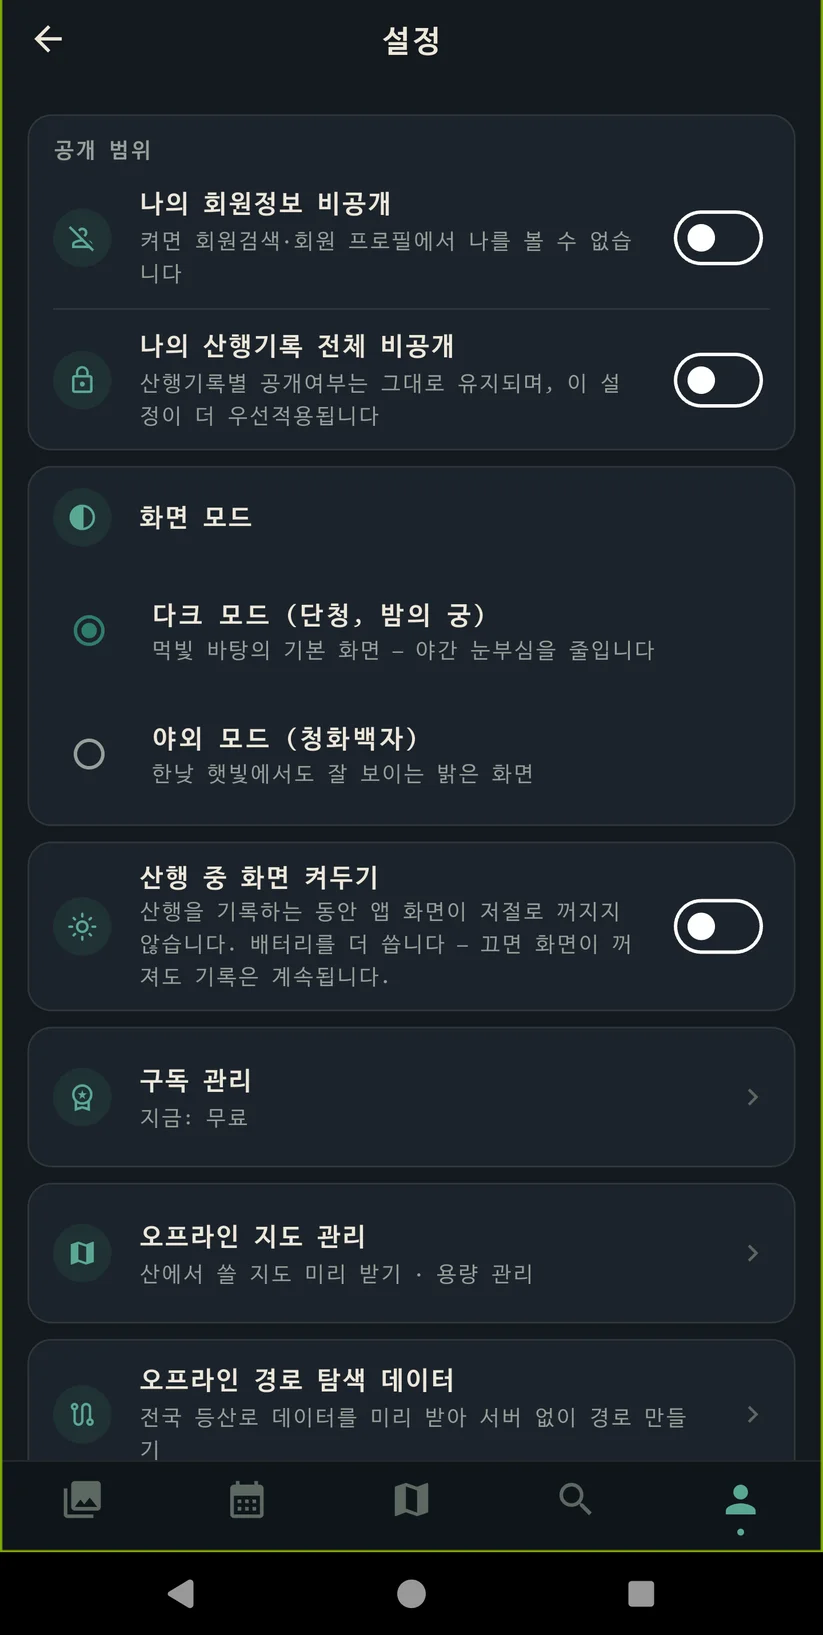 설정
공개 범위
나의 회원정보 비공개
켜면 회원검색·회원 프로필에서 나를 볼 수 없습
니다
나의 산행기록 전체 비공개
산행기록별 공개여부는 그대로 유지되며, 이 설
정이 더 우선적용됩니다
화면 모드
다크 모드 (단청, 밤의 궁)
먹빛 바탕의 기본 화면 – 야간 눈부심을 줄입니다
야외 모드 (청화백자)
한낮 햇빛에서도 잘 보이는 밝은 화면
산행 중 화면 켜두기
산행을 기록하는 동안 앱 화면이 저절로 꺼지지
않습니다. 배터리를 더 씁니다 – 끄면 화면이 꺼
져도 기록은 계속됩니다.
구독 관리
지금: 무료
오프라인 지도 관리
산에서 쓸 지도 미리 받기 · 용량 관리
오프라인 경로 탐색 데이터
전국 등산로 데이터를 미리 받아 서버 없이 경로 만들
기